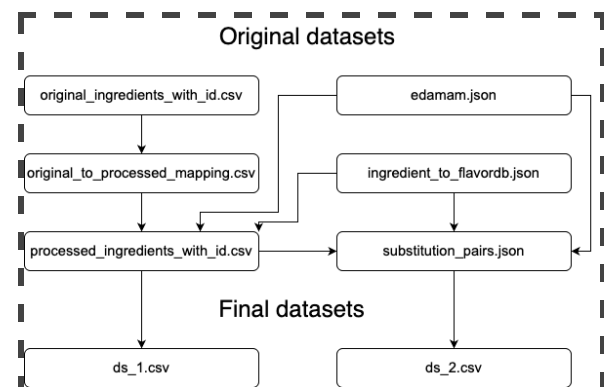 Original datasets
original_ingredients_with_id.csv
edamam.json
original_to_processed_mapping.csv
ingredient_to_flavordb.json
processed_ingredients_with_id.csv
substitution_pairs.json
Final datasets
ds_1.csv
ds_2.csv